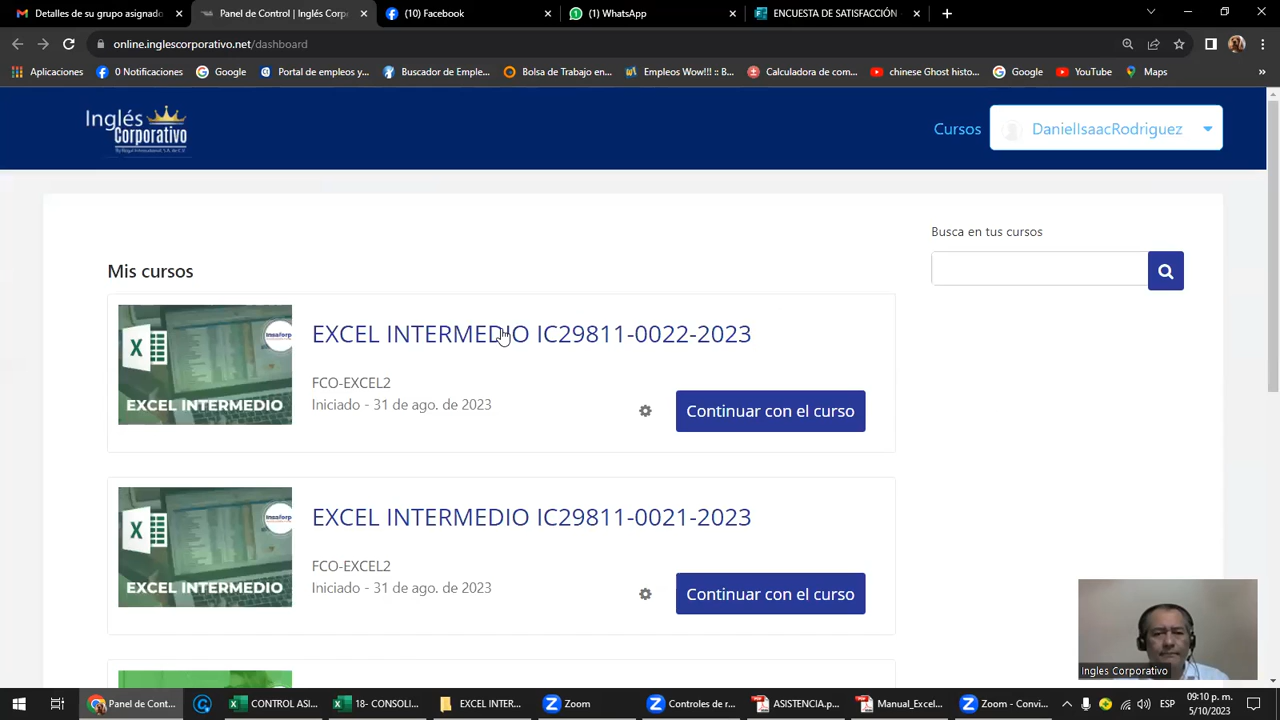 Detalles de su grupo asignado
Panel de Control | Inglés Corpo
(10) Facebook
(1) WhatsApp
ENCUESTA DE SATISFACCIÓN
online.inglescorporativo.net/dashboard
Aplicaciones
0 Notificaciones
Google
Portal de empleos y...
Buscador de Emple...
Bolsa de Trabajo...
Empleos Wow!!! :: B...
Calculadora de com...
chinese Ghost histo...
Google
YouTube
Maps
Inglés
Corporativo
Cursos
DanielIsaacRodriguez
Busca en tus cursos
Mis cursos
insaforp
EXCEL INTERMEDIO
EXCEL INTERMEDIO IC29811-0022-2023
FCO-EXCEL2
Iniciado - 31 de ago. de 2023
Continuar con el curso
insaforp
EXCEL INTERMEDIO
EXCEL INTERMEDIO IC29811-0021-2023
FCO-EXCEL2
Iniciado - 31 de ago. de 2023
Continuar con el curso
Ingles Corporativo
Panel de Cont...
CONTROL ASI...
18- CONSOLI...
EXCEL INTER...
Zoom
Controles de r...
ASISTENCIA.p...
Manual_Exce...
Zoom - Convi...
ESP
09:10 p. m.
5/10/2023